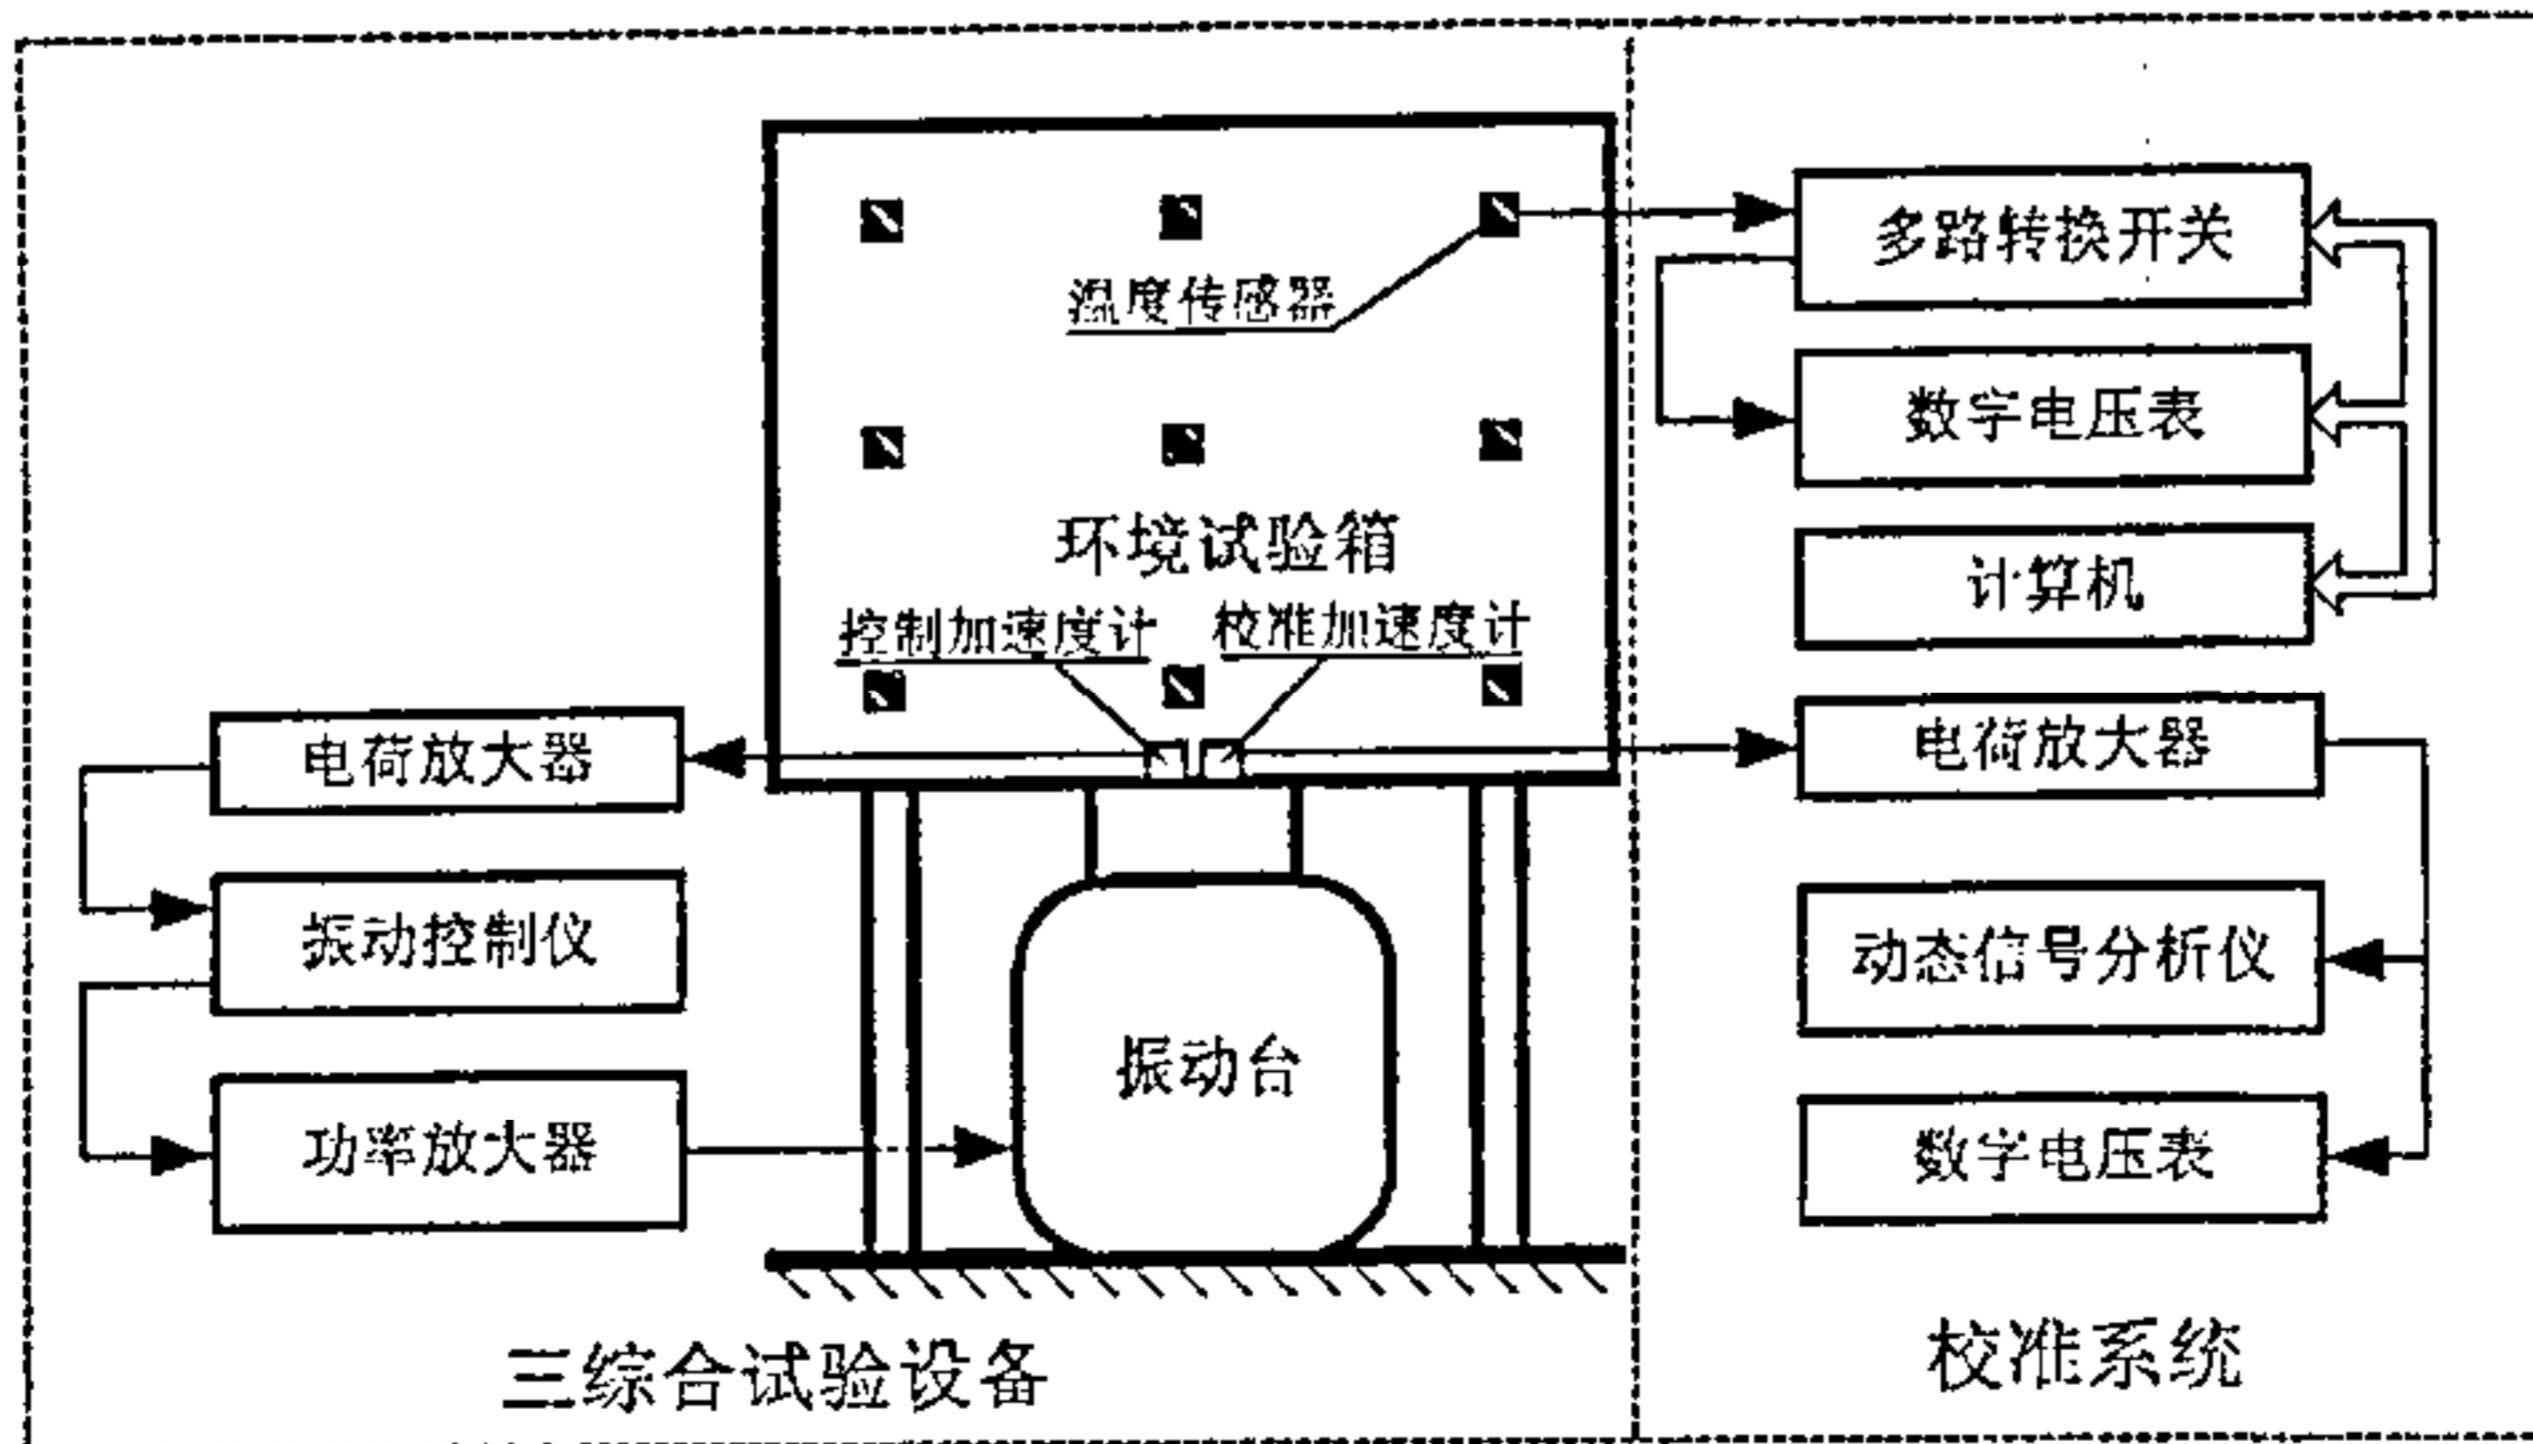 多路转换开关
温度传感器
数字电压表
环境试验箱
计算机
控制加速度计 校准加速度计
电荷放大器
电荷放大器
振动控制仪
动态信号分析仪
振动台
功率放大器
数字电压表
三综合试验设备
校准系统